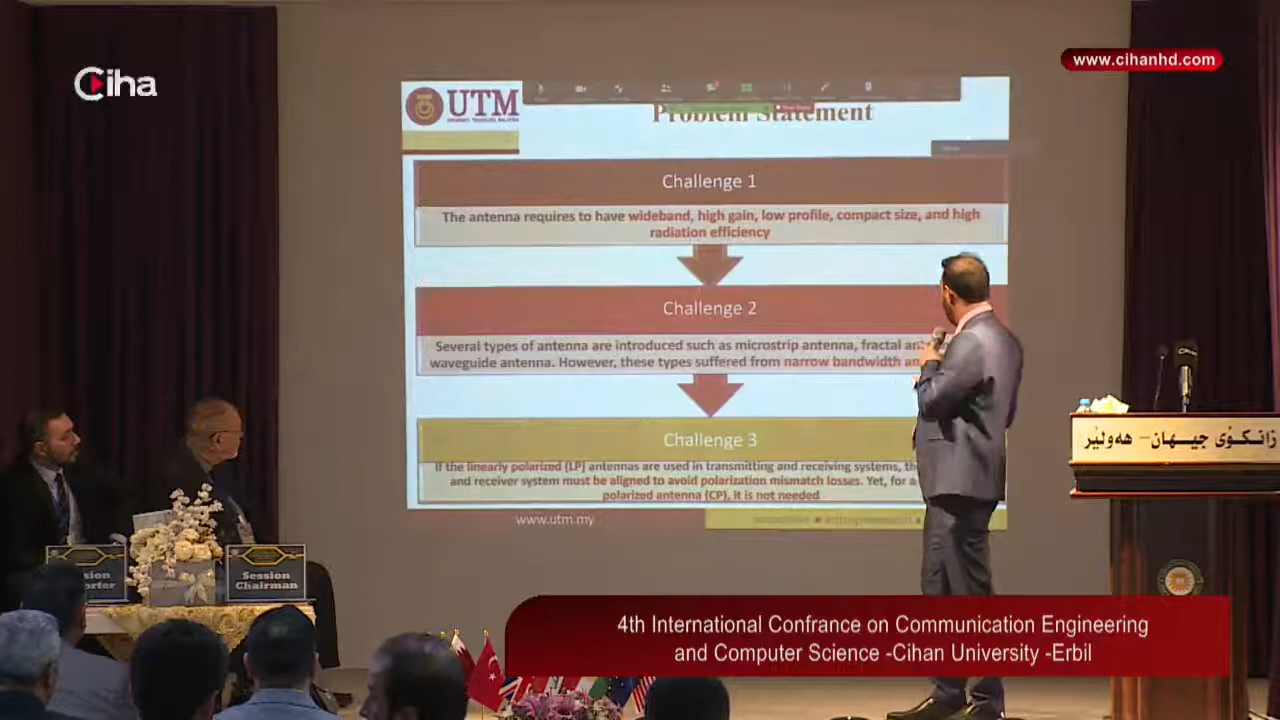 Ciha
www.cihanhd.com
UTM
UNIVERSITI TEKNOLOGI MALAYSIA
Problem Statement
Challenge 1
The antenna requires to have wideband, high gain, low profile, compact size, and high
radiation efficiency
Challenge 2
Several types of antenna are introduced such as microstrip antenna, fractal
waveguide antenna. However, these types suffered from narrow bandwidth
Challenge 3
If the linearly polarized (LP) antennas are used in transmitting and receiving systems,
and receiver system must be aligned to avoid polarization mismatch losses. Yet, for a
polarized antenna (CP), it is not needed
www.utm.my
زانکۆی جیهان - هەولێر
Session
Chairman
4th International Confrance on Communication Engineering
and Computer Science -Cihan University -Erbil